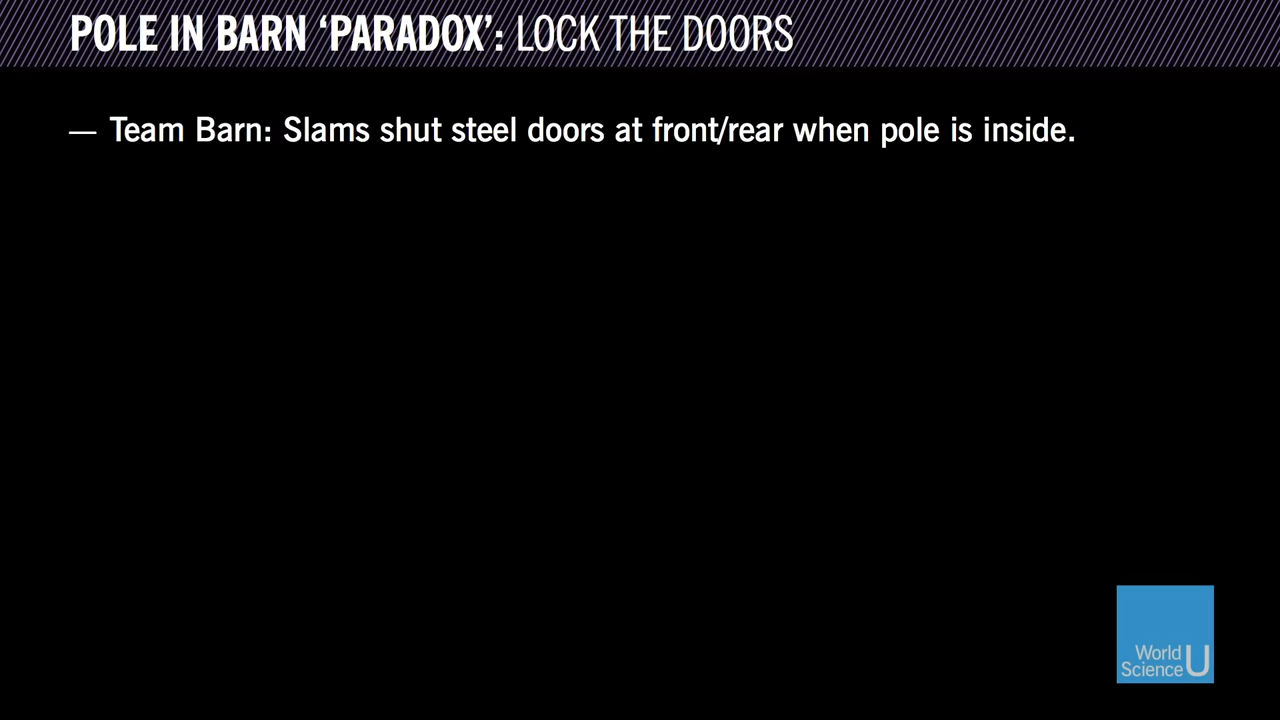 POLE IN BARN ‘PARADOX’: LOCK THE DOORS
— Team Barn: Slams shut steel doors at front/rear when pole is inside.
World
Science U